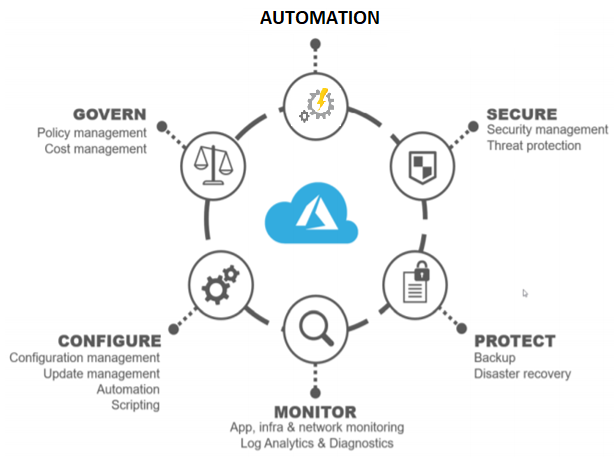 AUTOMATION
GOVERN
Policy management
Cost management
SECURE
Security management
Threat protection
CONFIGURE
Configuration management
Update management
Automation
Scripting
PROTECT
Backup
Disaster recovery
MONITOR
App, infra & network monitoring
Log Analytics & Diagnostics